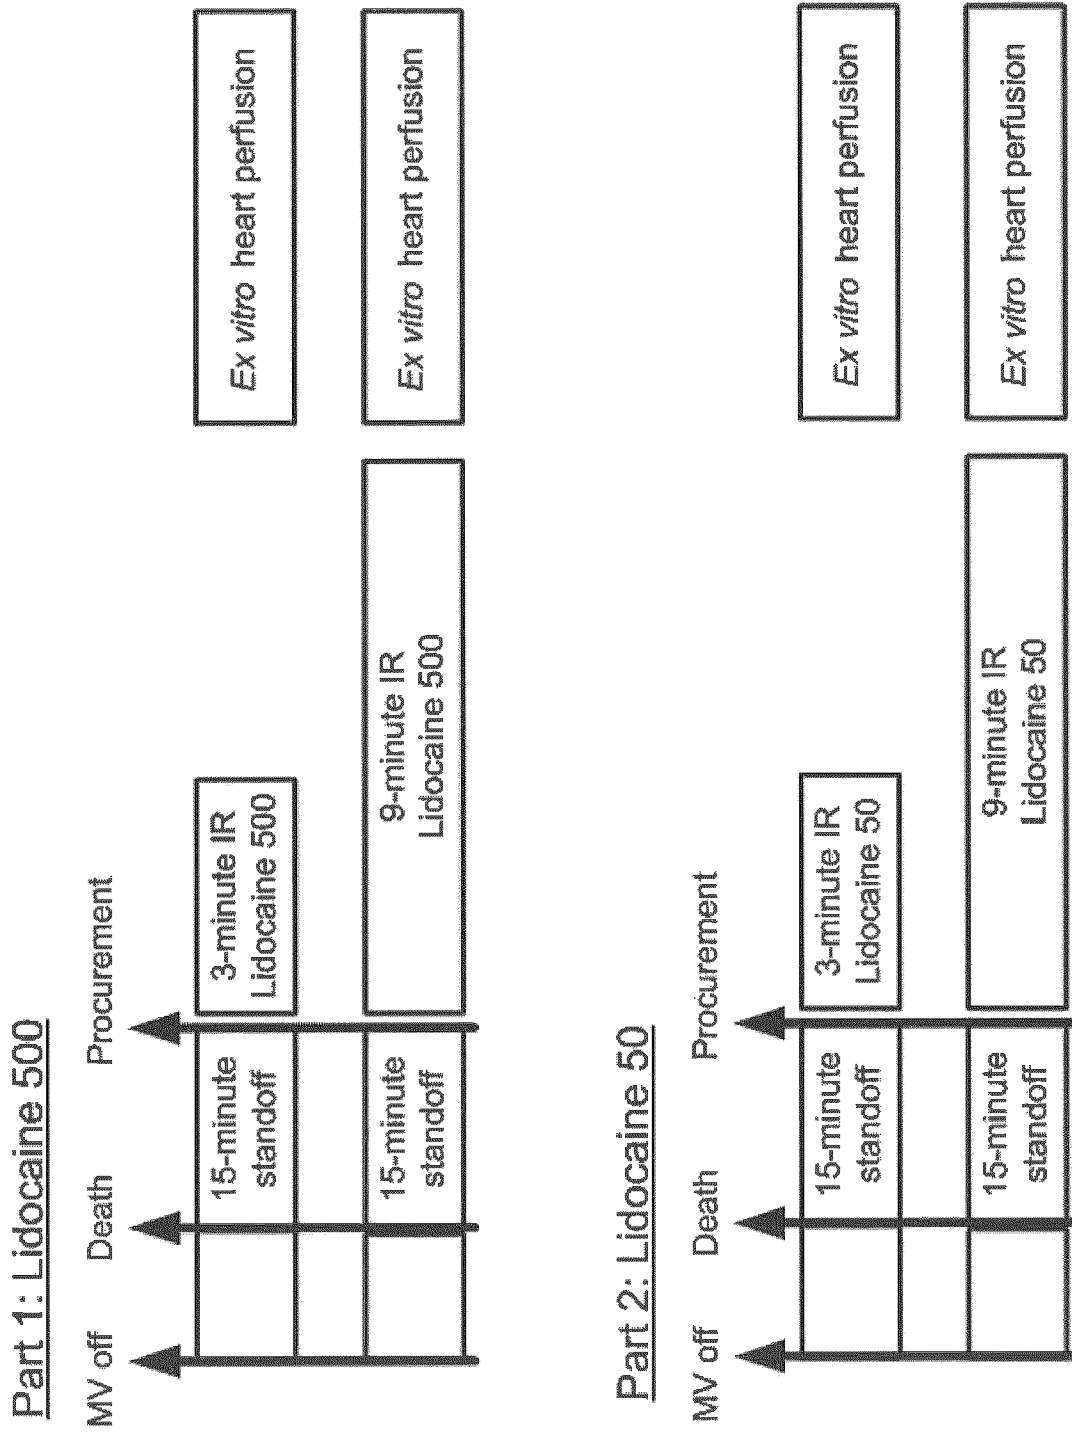 Part 1: Lidocaine 500
MV off Death Procurement
15-minute
standoff
3-minute IR
Lidocaine 500
Ex vitro heart perfusion
15-minute
standoff
9-minute IR
Lidocaine 500
Ex vitro heart perfusion
Part 2: Lidocaine 50
MV off Death Procurement
15-minute
standoff
3-minute IR
Lidocaine 50
Ex vitro heart perfusion
15-minute
standoff
9-minute IR
Lidocaine 50
Ex vitro heart perfusion